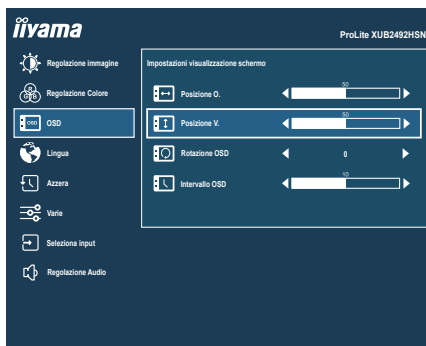 iiyama
ProLite XUB2492HSN
Regolazione immagine
Regolazione Colore
OSD
OSD
Lingua
Azzera
Varie
Seleziona input
Regolazione Audio
Impostazioni visualizzazione schermo
Posizione O.
50
Posizione V.
50
Rotazione OSD
0
Intervallo OSD
10